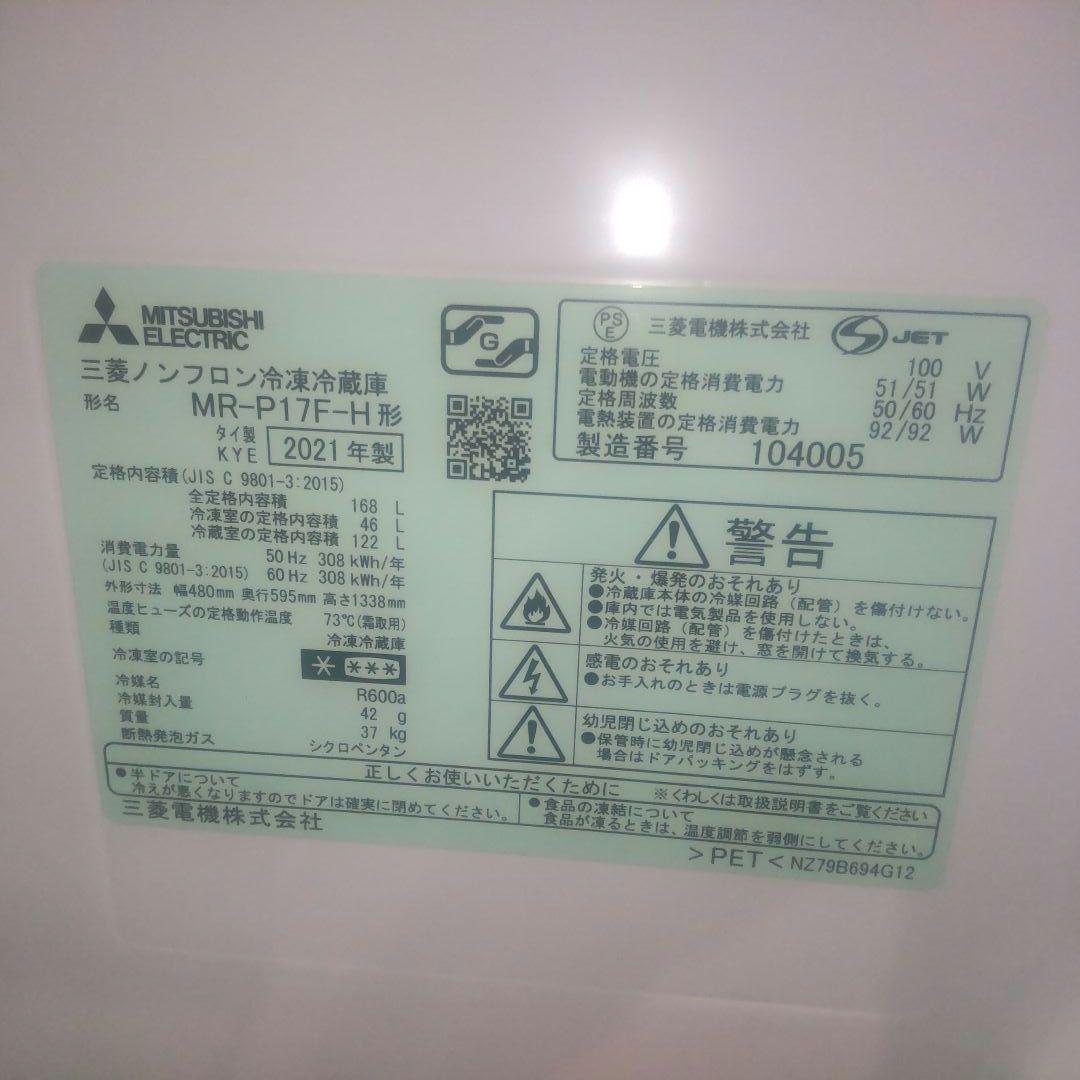 MITSUBISHI
ELECTRIC
三菱ノンフロン冷凍冷蔵庫
形名 MR-P17F-H形
タイ製
KYE 2021年製
定格内容積(JIS C 9801-3:2015)
全定格内容積 168 L
冷凍室の定格内容積 46 L
冷蔵室の定格内容積 122 L
消費電力量 50Hz 308 kWh/年
(JIS C 9801-3:2015) 60Hz 308 kWh/年
外形寸法 幅480mm 奥行595mm 高さ1338mm
温度ヒューズの定格動作温度 73℃(霜取用)
種類 冷凍冷蔵庫
冷凍室の記号 * ***
冷媒名 R600a
冷媒封入量 42 g
質量 37 kg
断熱発泡ガス シクロペンタン
G
PS
E 三菱電機株式会社 JET
定格電圧 100 V
電動機の定格消費電力 51/51 W
定格周波数 50/60 Hz
電熱装置の定格消費電力 92/92 W
製造番号 104005
警告
発火・爆発のおそれあり
●冷蔵庫本体の冷媒回路(配管)を傷付けない。
●庫内では電気製品を使用しない。
●冷媒回路(配管)を傷付けたときは、
火気の使用を避け、窓を開けて換気する。
感電のおそれあり
●お手入れのときは電源プラグを抜く。
幼児閉じ込めのおそれあり
●保管時に幼児閉じ込めが懸念される
場合はドアパッキングをはずす。
正しくお使いいただくために ※くわしくは取扱説明書をご覧ください
●半ドアについて
冷えが悪くなりますのでドアは確実に閉めてください。
●食品の凍結について
食品が凍るときは、温度調節を弱側にしてください。
三菱電機株式会社
>PET< NZ79B694G12